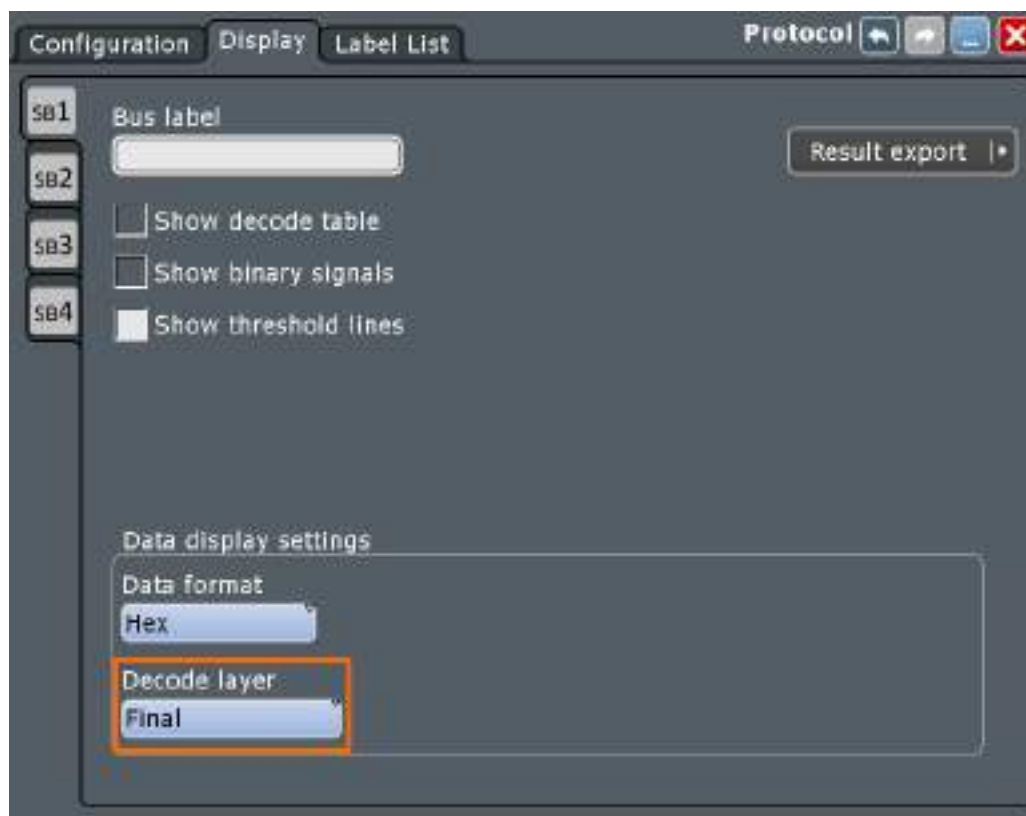 Configuration Display Label List Protocol
SB1
Bus label
Result export
SB2
Show decode table
SB3
Show binary signals
SB4
Show threshold lines
Data display settings
Data format
Hex
Decode layer
Final